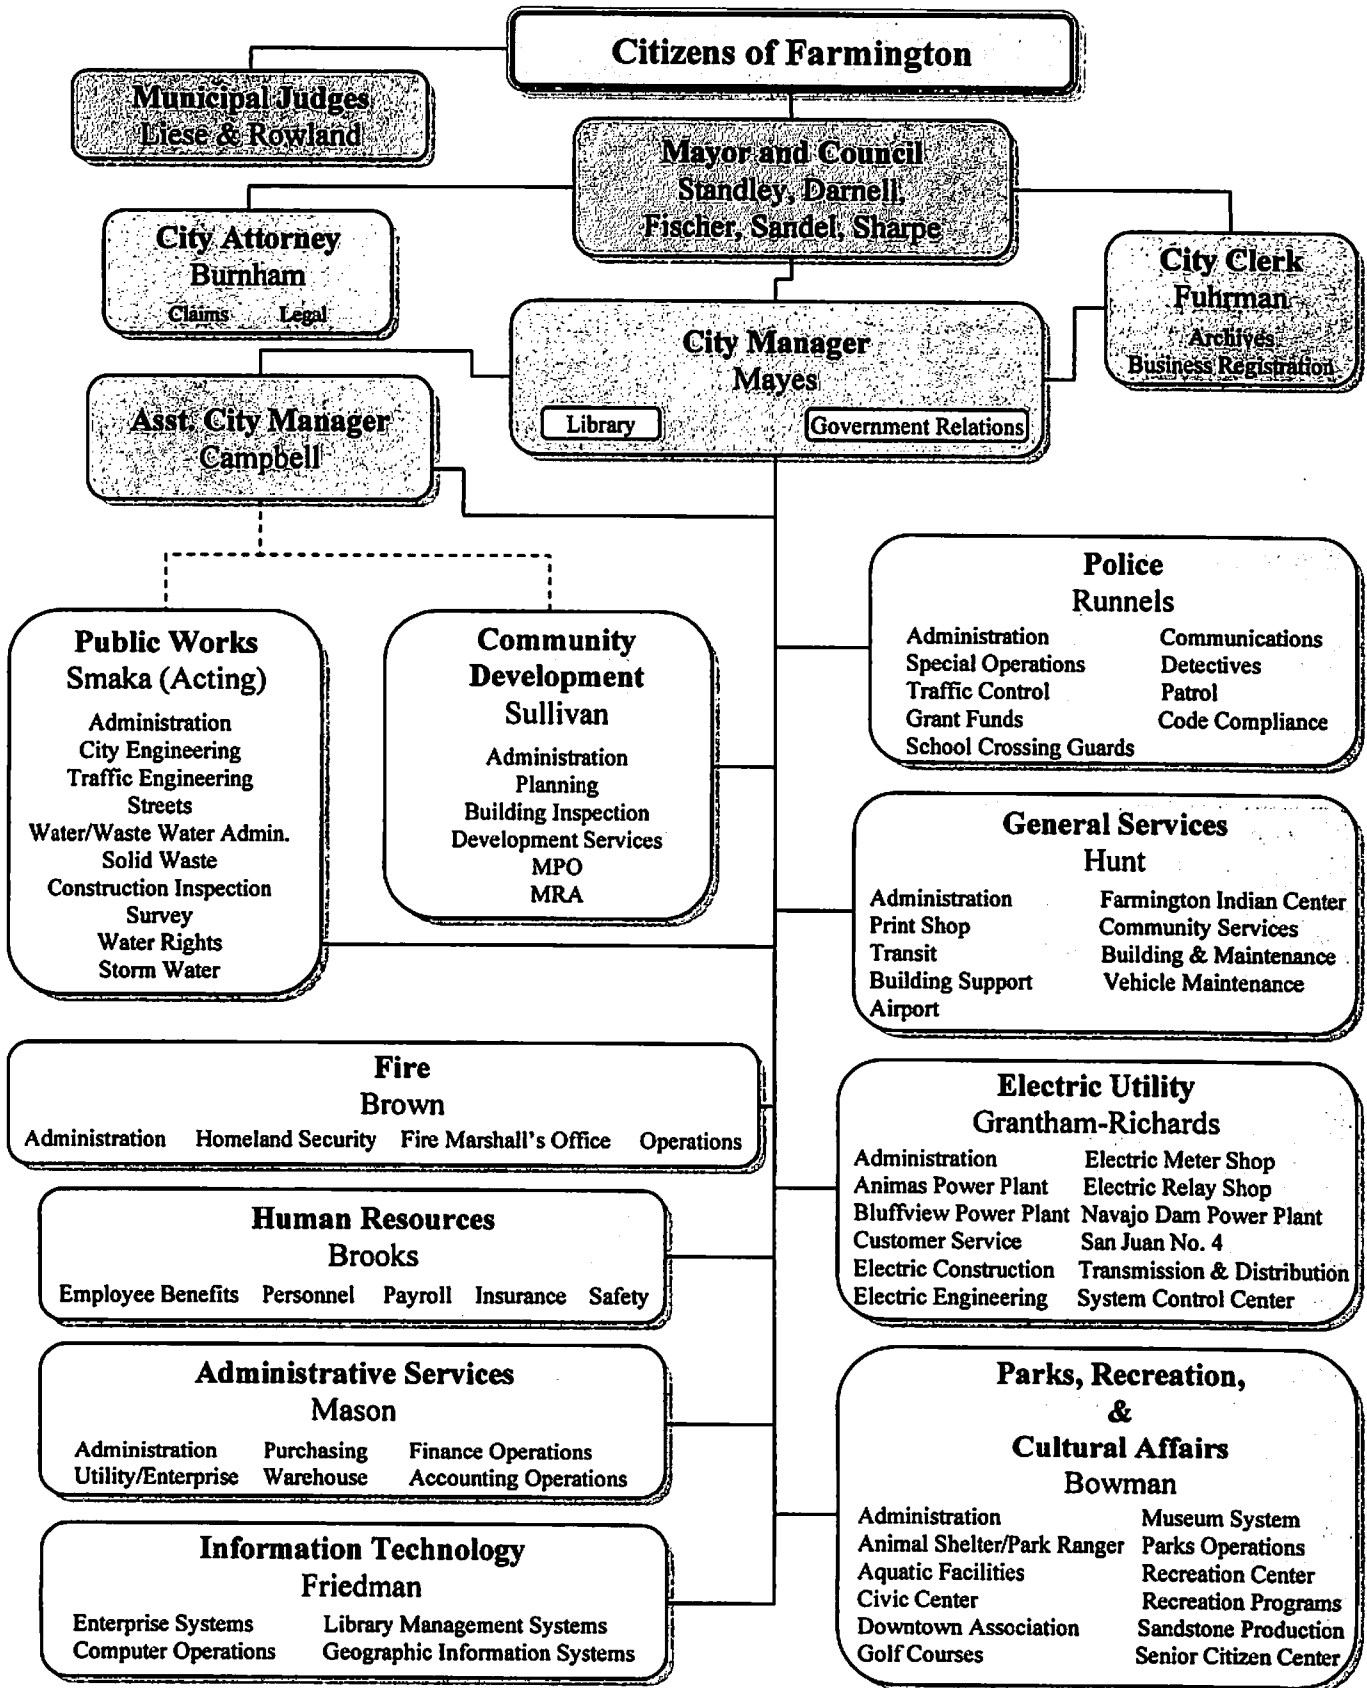 Citizens of Farmington
Municipal Judges
Liese & Rowland
Mayor and Council
Standley, Darnell,
Fischer, Sandel, Sharpe
City Attorney
Burnham
Claims Legal
City Clerk
Fuhrman
Archives
Business Registration
City Manager
Mayes
Library Government Relations
Asst. City Manager
Campbell
Public Works
Smaka (Acting)
Administration
City Engineering
Traffic Engineering
Streets
Water/Waste Water Admin.
Solid Waste
Construction Inspection
Survey
Water Rights
Storm Water
Community
Development
Sullivan
Administration
Planning
Building Inspection
Development Services
MPO
MRA
Police
Runnels
Administration Communications
Special Operations Detectives
Traffic Control Patrol
Grant Funds Code Compliance
School Crossing Guards
General Services
Hunt
Administration Farmington Indian Center
Print Shop Community Services
Transit Building & Maintenance
Building Support Vehicle Maintenance
Airport
Fire
Brown
Administration Homeland Security Fire Marshall's Office Operations
Electric Utility
Grantham-Richards
Administration Electric Meter Shop
Animas Power Plant Electric Relay Shop
Bluffview Power Plant Navajo Dam Power Plant
Customer Service San Juan No. 4
Electric Construction Transmission & Distribution
Electric Engineering System Control Center
Human Resources
Brooks
Employee Benefits Personnel Payroll Insurance Safety
Administrative Services
Mason
Administration Purchasing Finance Operations
Utility/Enterprise Warehouse Accounting Operations
Parks, Recreation,
&
Cultural Affairs
Bowman
Administration Museum System
Animal Shelter/Park Ranger Parks Operations
Aquatic Facilities Recreation Center
Civic Center Recreation Programs
Downtown Association Sandstone Production
Golf Courses Senior Citizen Center
Information Technology
Friedman
Enterprise Systems Library Management Systems
Computer Operations Geographic Information Systems